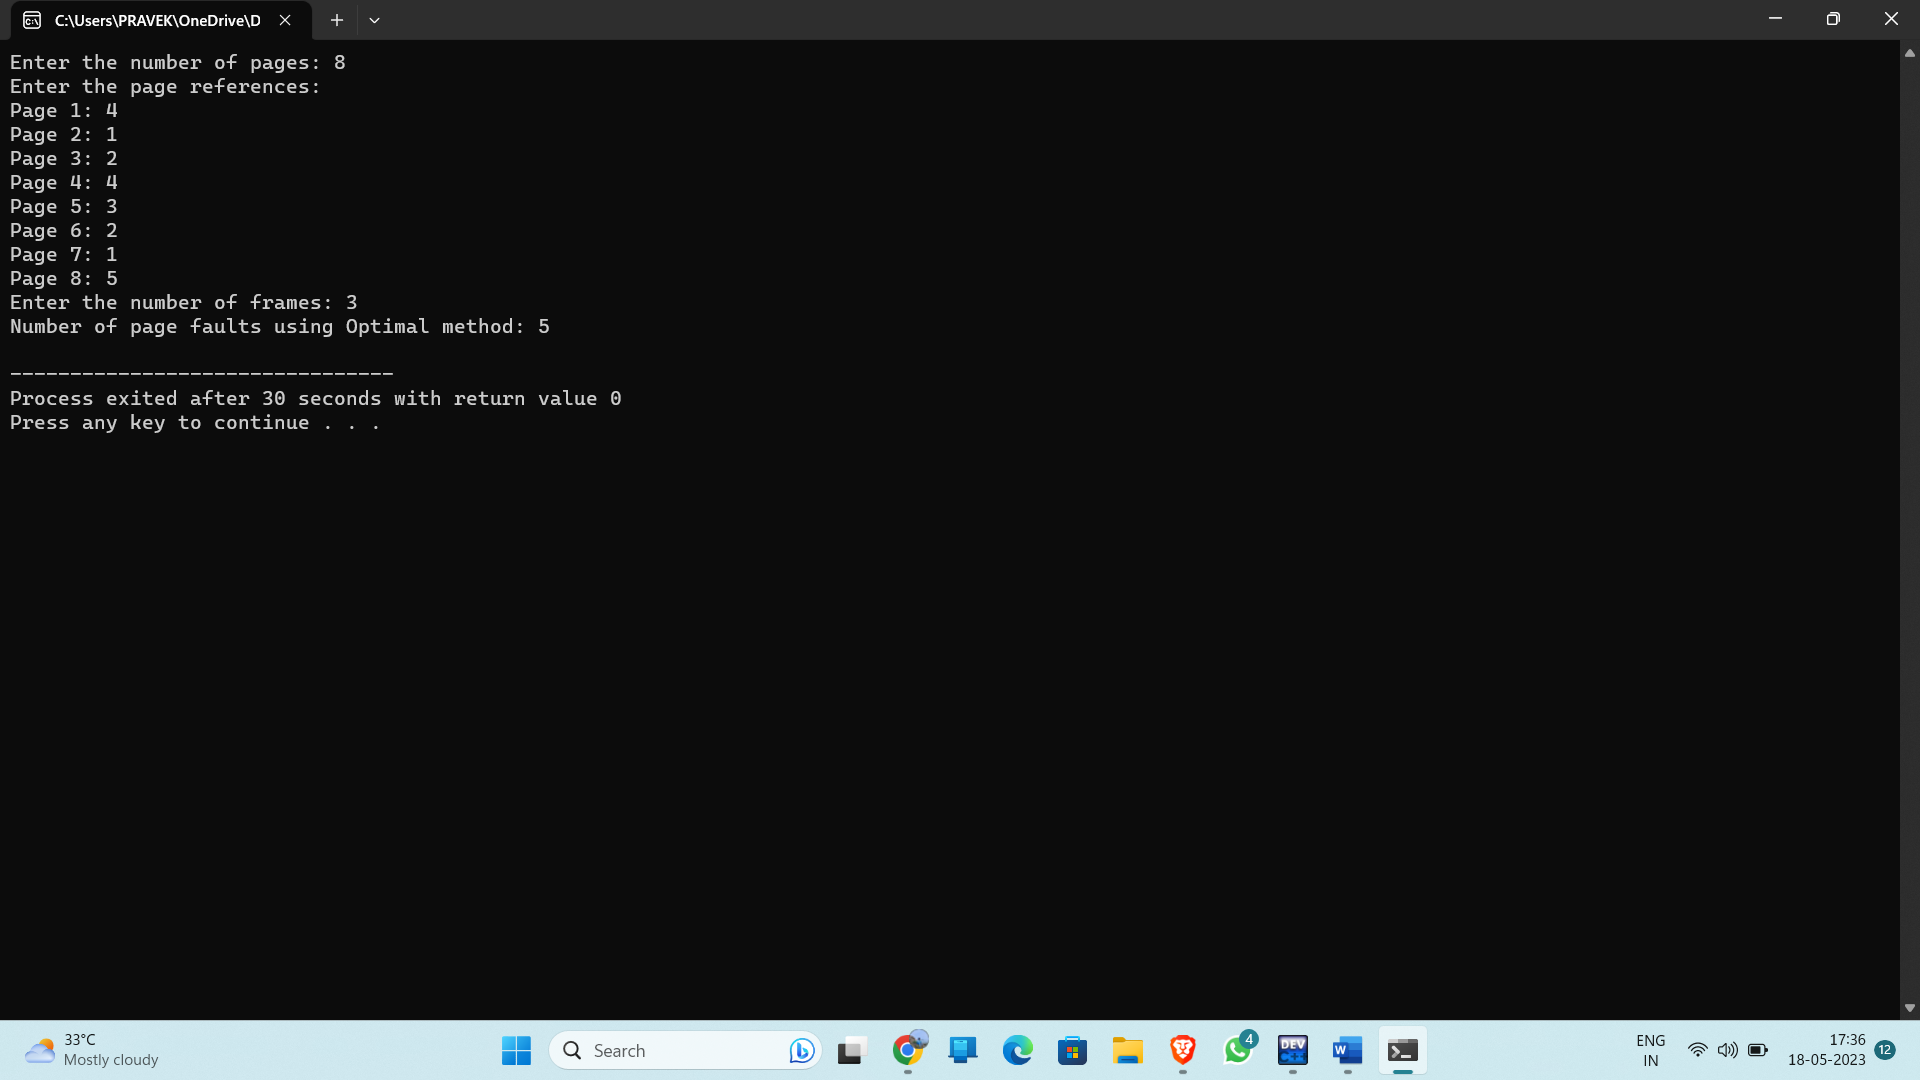 C:\Users\PRAVEK\OneDrive\D
Enter the number of pages: 8
Enter the page references:
Page 1: 4
Page 2: 1
Page 3: 2
Page 4: 4
Page 5: 3
Page 6: 2
Page 7: 1
Page 8: 5
Enter the number of frames: 3
Number of page faults using Optimal method: 5
--------------------------------
Process exited after 30 seconds with return value 0
Press any key to continue . . .
33°C
Mostly cloudy
Search
4
DEV
C++
W
ENG
IN
17:36
18-05-2023
12